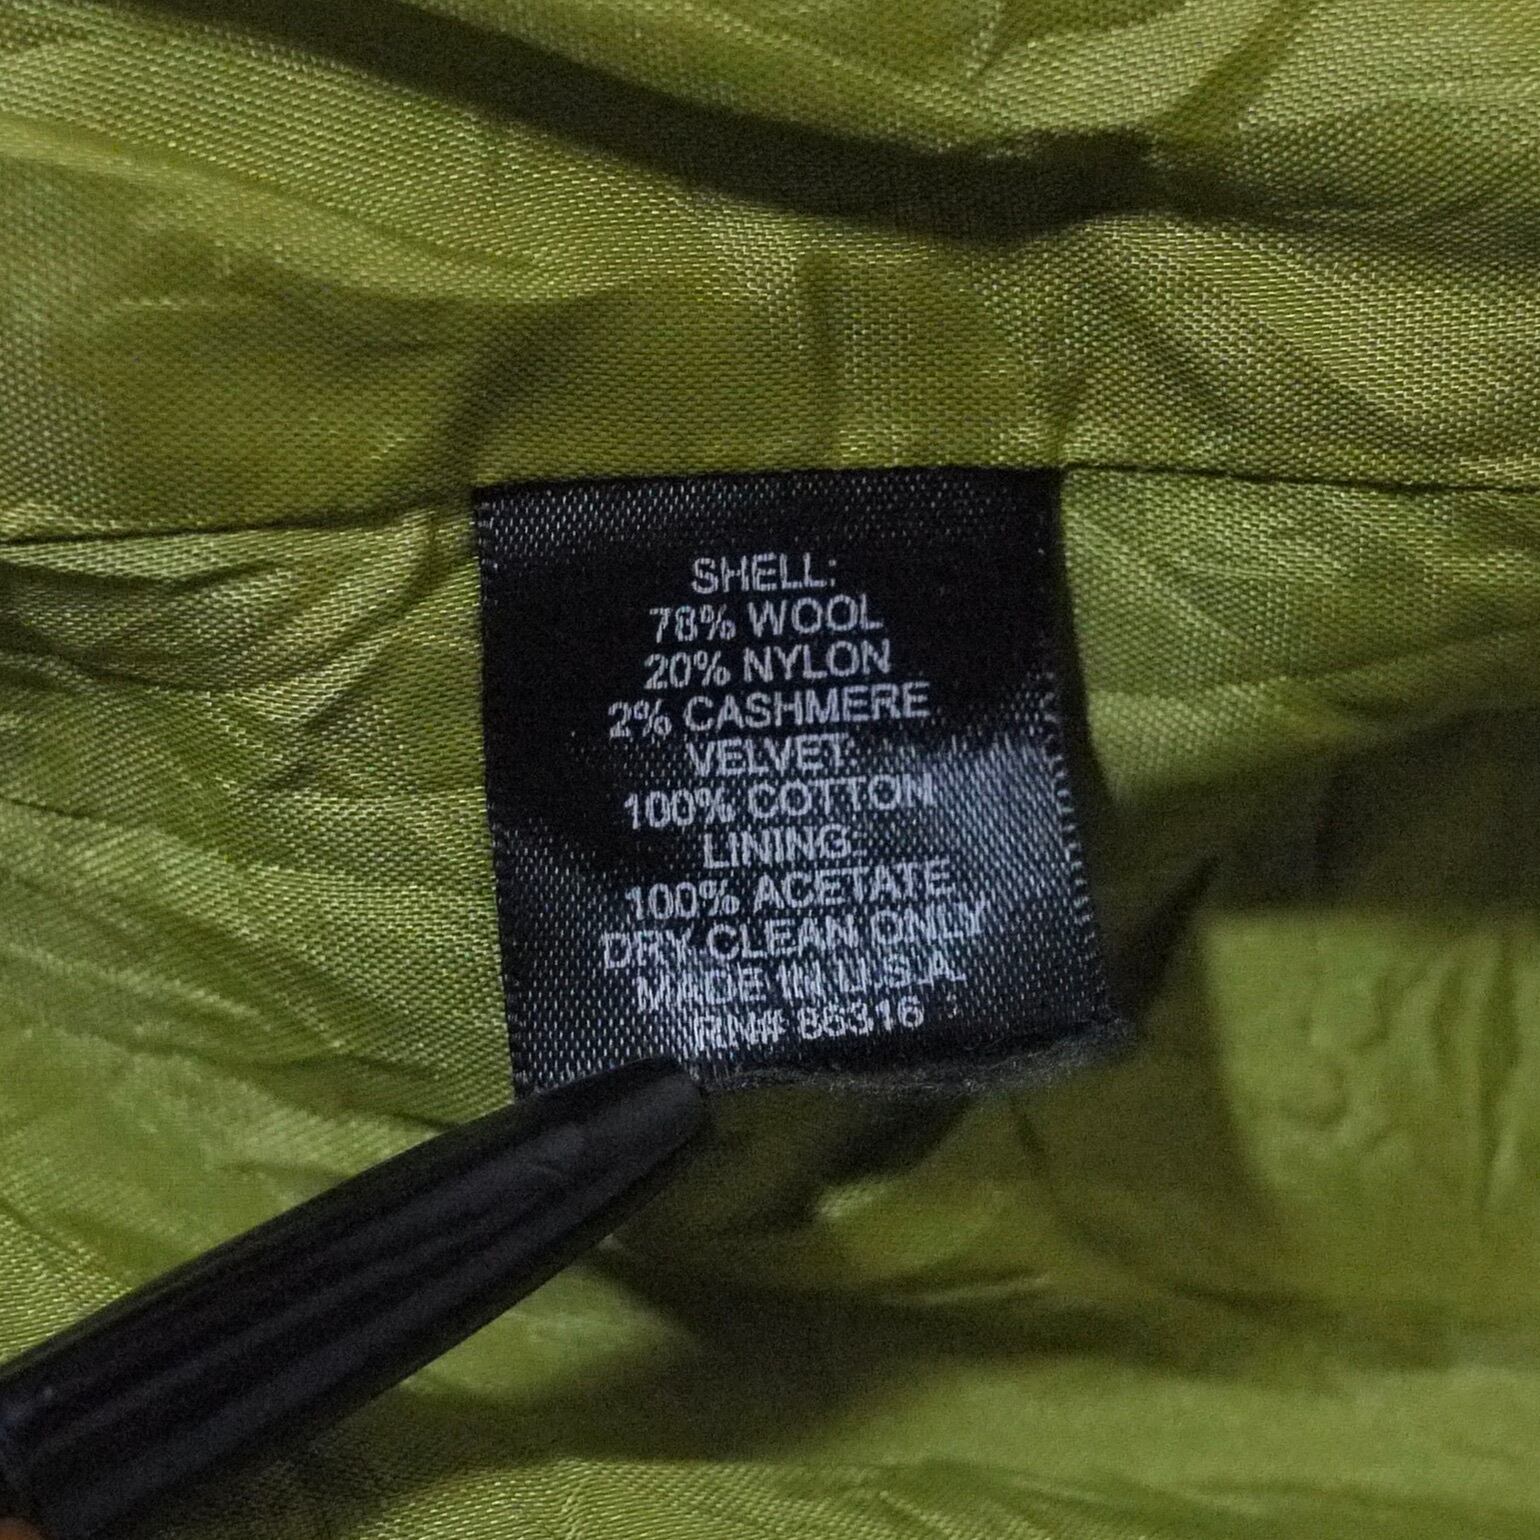 SHELL:
78% WOOL
20% NYLON
2% CASHMERE
VELVET:
100% COTTON
LINING:
100% ACETATE
DRY CLEAN ONLY
MADE IN U.S.A.
RN# 86316